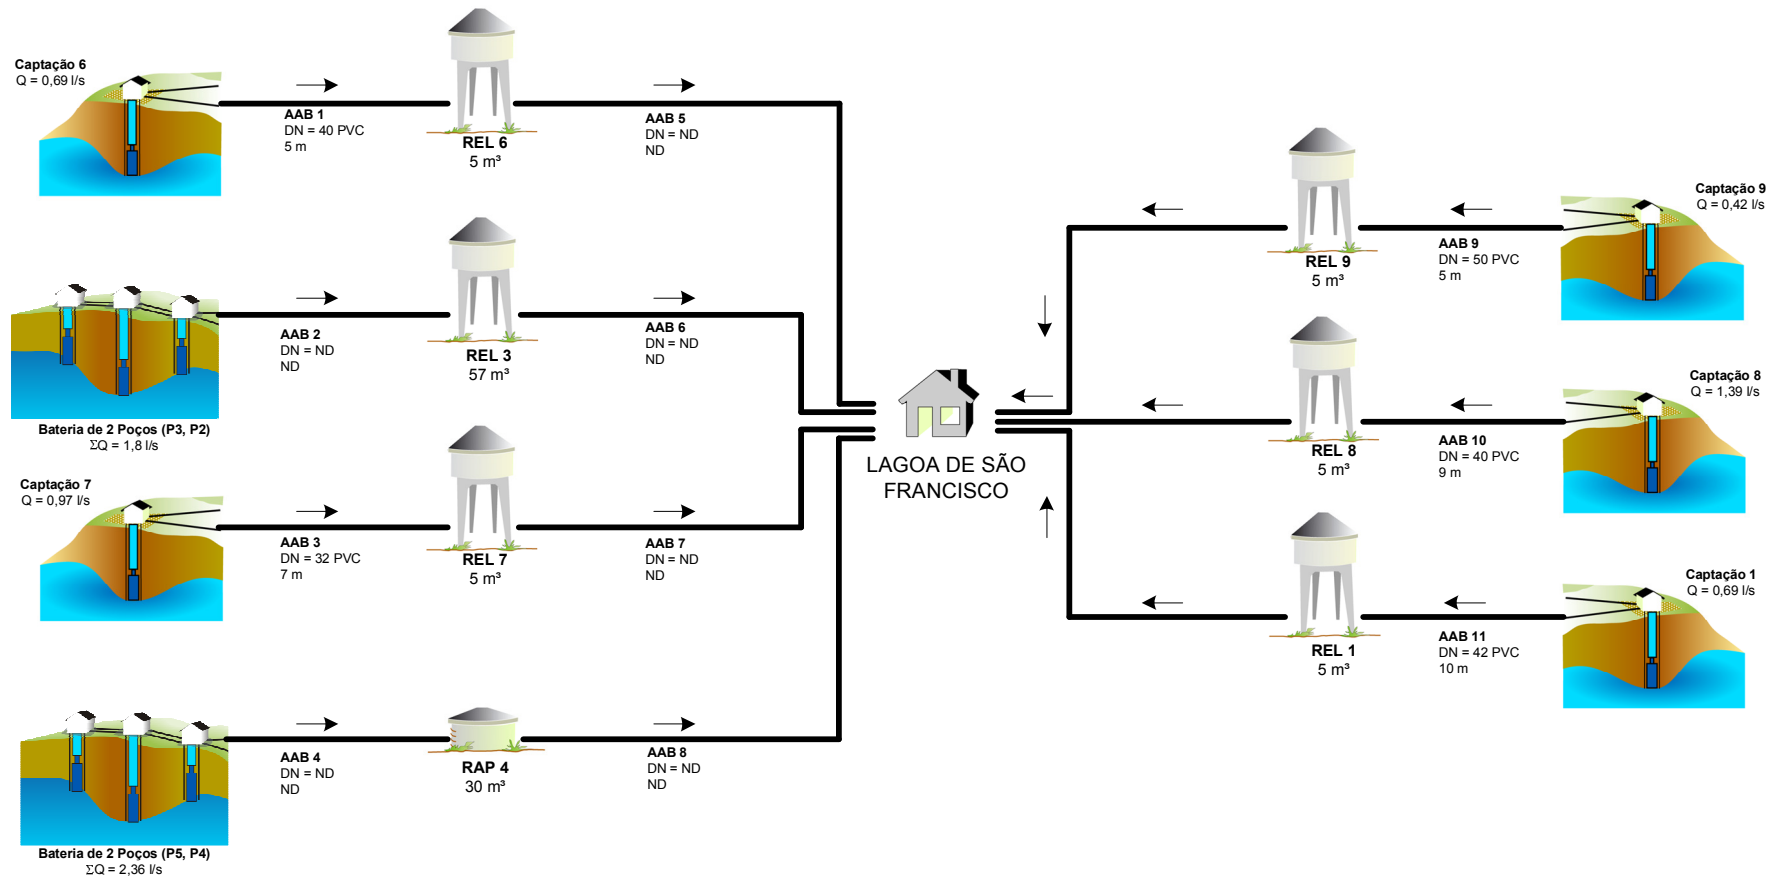 Captação 6
Q = 0,69 l/s
AAB 1
DN = 40 PVC
5 m
REL 6
5 m³
AAB 5
DN = ND
ND
Bateria de 2 Poços (P3, P2)
ΣQ = 1,8 l/s
AAB 2
DN = ND
ND
REL 3
57 m³
AAB 6
DN = ND
ND
Captação 7
Q = 0,97 l/s
AAB 3
DN = 32 PVC
7 m
REL 7
5 m³
AAB 7
DN = ND
ND
Bateria de 2 Poços (P5, P4)
ΣQ = 2,36 l/s
AAB 4
DN = ND
ND
RAP 4
30 m³
AAB 8
DN = ND
ND
LAGOA DE SÃO
FRANCISCO
REL 9
5 m³
AAB 9
DN = 50 PVC
5 m
Captação 9
Q = 0,42 l/s
REL 8
5 m³
AAB 10
DN = 40 PVC
9 m
Captação 8
Q = 1,39 l/s
REL 1
5 m³
AAB 11
DN = 42 PVC
10 m
Captação 1
Q = 0,69 l/s